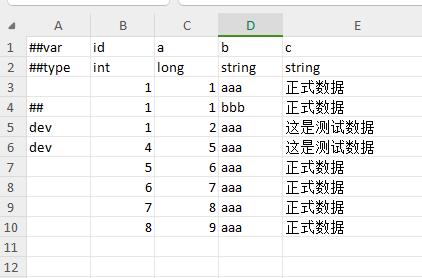 A B C D E
1 ##var id a b c
2 ##type int long string string
3 1 1 aaa 正式数据
4 ## 1 1 bbb 正式数据
5 dev 1 2 aaa 这是测试数据
6 dev 4 5 aaa 这是测试数据
7 5 6 aaa 正式数据
8 6 7 aaa 正式数据
9 7 8 aaa 正式数据
10 8 9 aaa 正式数据
11
12